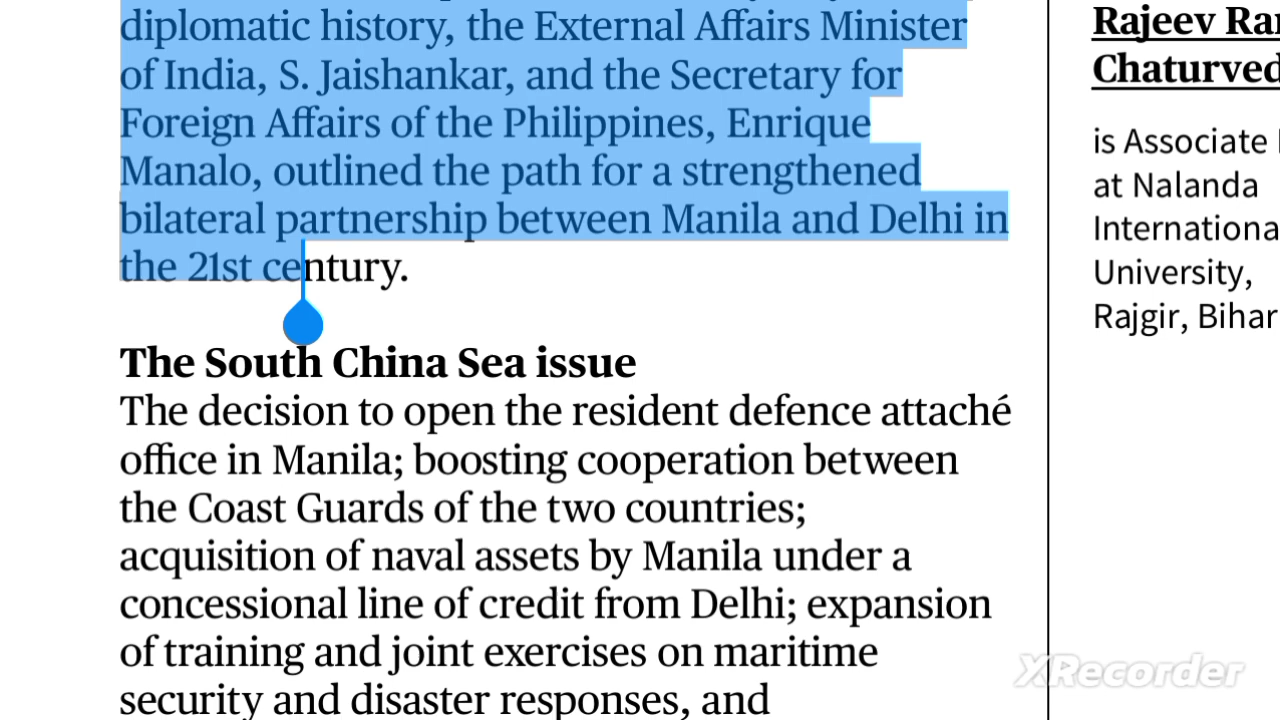 diplomatic history, the External Affairs Minister
of India, S. Jaishankar, and the Secretary for
Foreign Affairs of the Philippines, Enrique
Manalo, outlined the path for a strengthened
bilateral partnership between Manila and Delhi in
the 21st century.
The South China Sea issue
The decision to open the resident defence attaché
office in Manila; boosting cooperation between
the Coast Guards of the two countries;
acquisition of naval assets by Manila under a
concessional line of credit from Delhi; expansion
of training and joint exercises on maritime
security and disaster responses, and
Rajeev
Chaturved
is Associate
at Nalanda
Internationa
University,
Rajgir, Bihar
XRecorder